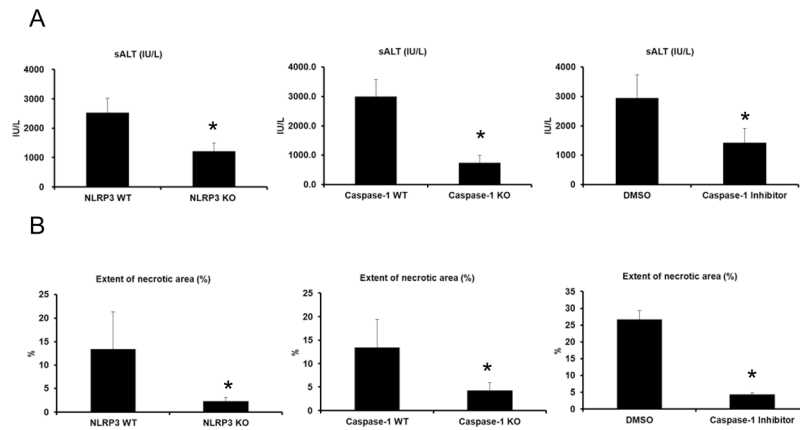 A
sALT (IU/L)
4000
3000
2000
1000
0
IU/L
*
NLRP3 WT
NLRP3 KO
sALT (IU/L)
4000.0
3000.0
2000.0
1000.0
0.0
IU/L
*
Caspase-1 WT
Caspase-1 KO
sALT (IU/L)
4000
3000
2000
1000
0
IU/L
*
DMSO
Caspase-1 Inhibitor
B
Extent of necrotic area (%)
25
20
15
10
5
0
%
*
NLRP3 WT
NLRP3 KO
Extent of necrotic area (%)
25
20
15
10
5
0
%
*
Caspase-1 WT
Caspase-1 KO
Extent of necrotic area (%)
35
30
25
20
15
10
5
0
%
*
DMSO
Caspase-1 Inhibitor